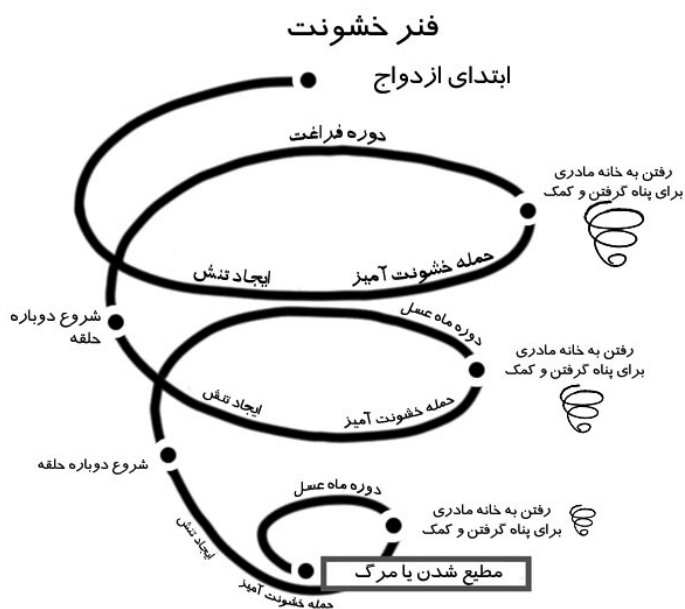 فنر خشونت
ابتدای ازدواج
دوره فراغت
رفتن به خانه مادری
برای پناه گرفتن و کمک
حمله خشونت آمیز
ایجاد تنش
شروع دوباره
حلقه
دوره ماه عسل
رفتن به خانه مادری
برای پناه گرفتن و کمک
ایجاد تنش
حمله خشونت آمیز
شروع دوباره حلقه
دوره ماه عسل
رفتن به خانه مادری
برای پناه گرفتن و کمک
ایجاد تنش
مطیع شدن یا مرگ
حمله خشونت آمیز